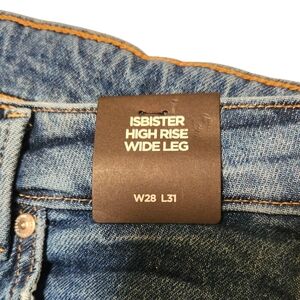 ISBISTER
HIGH RISE
WIDE LEG
W28 L31